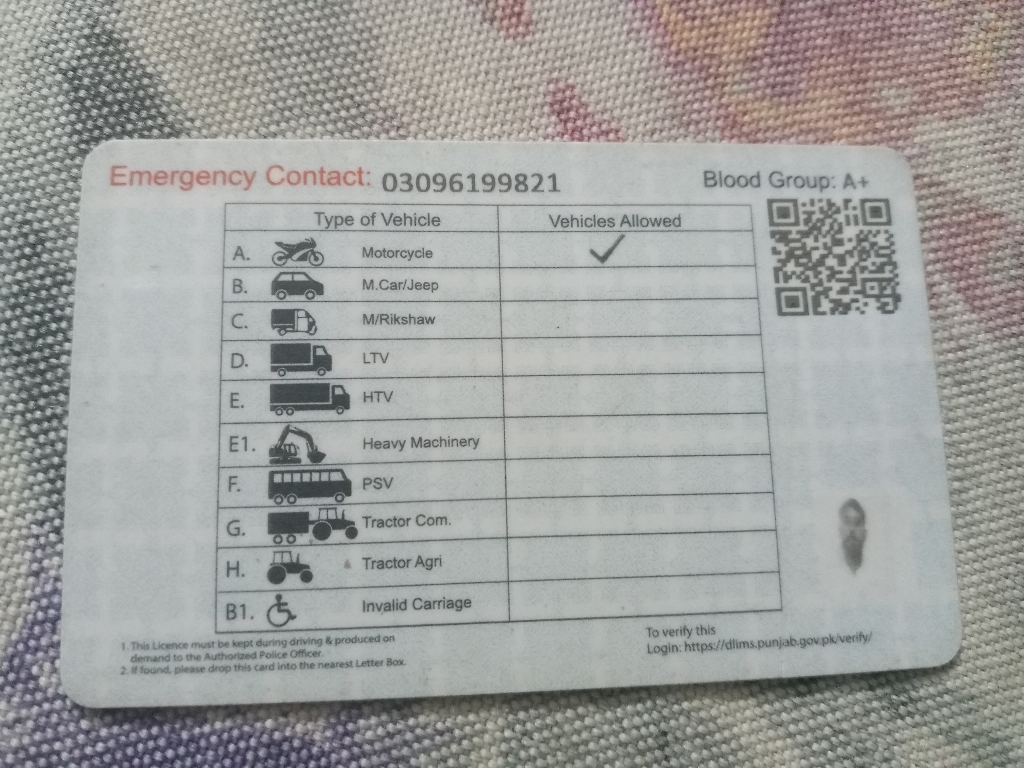 Emergency Contact: 03096199821
Blood Group: A+
Type of Vehicle Vehicles Allowed
A. Motorcycle ✓
B. M.Car/Jeep
C. M/Rikshaw
D. LTV
E. HTV
E1. Heavy Machinery
F. PSV
G. Tractor Com.
H. Tractor Agri
B1. Invalid Carriage
1. This Licence must be kept during driving & produced on
demand to the Authorized Police Officer.
2. If found, please drop this card into the nearest Letter Box.
To verify this
Login: https://dlims.punjab.gov.pk/verify/